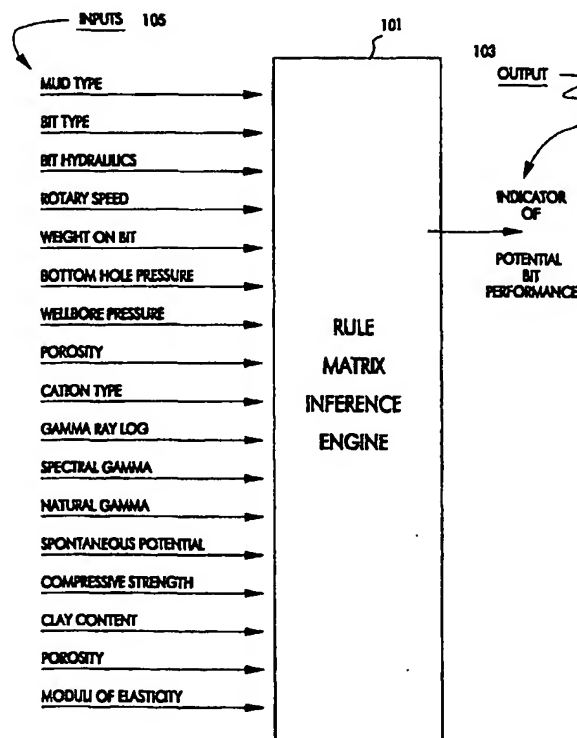 INPUTS 105
101
103
OUTPUT
MUD TYPE
BIT TYPE
BIT HYDRAULICS
ROTARY SPEED
WEIGHT ON BIT
BOTTOM HOLE PRESSURE
WELLBORE PRESSURE
POROSITY
CATION TYPE
GAMMA RAY LOG
SPECTRAL GAMMA
NATURAL GAMMA
SPONTANEOUS POTENTIAL
COMPRESSIVE STRENGTH
CLAY CONTENT
POROSITY
MODULI OF ELASTICITY
RULE
MATRIX
INFERENCE
ENGINE
INDICATOR
OF
POTENTIAL
BIT
PERFORMANCE